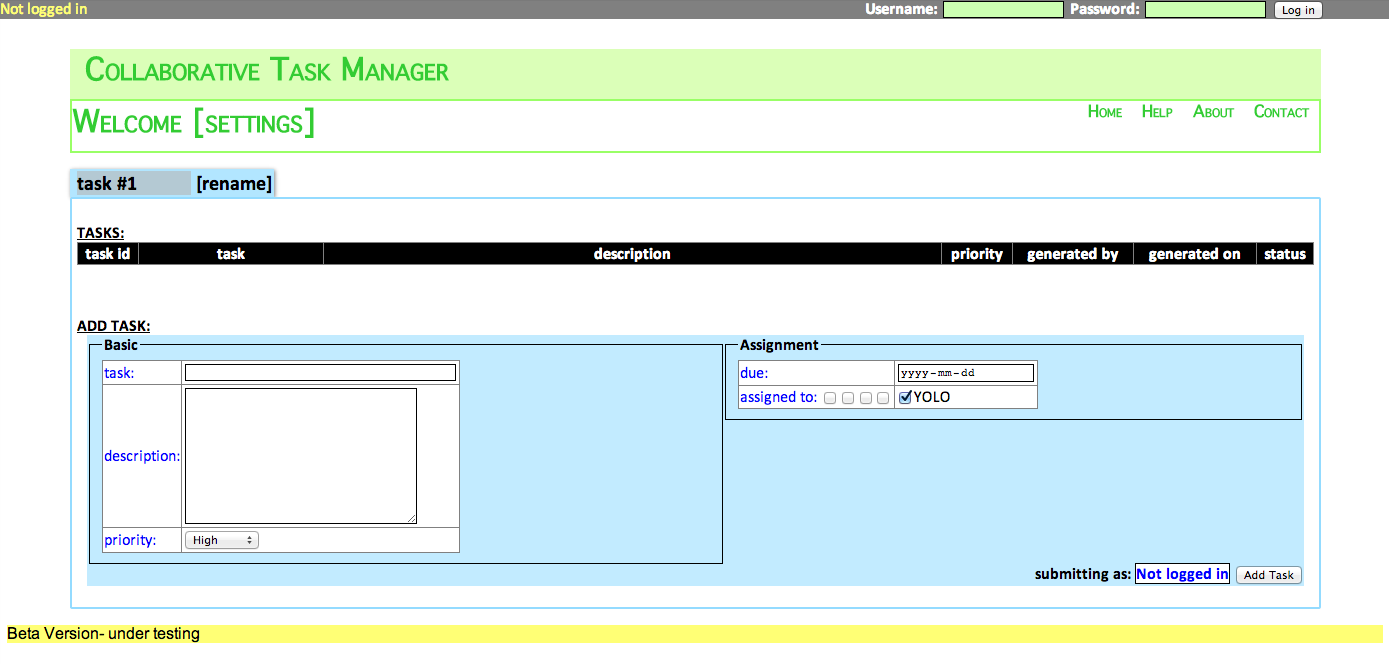 Not logged in Username: Password: Log in
Collaborative Task Manager
Welcome [settings] Home Help About Contact
task #1 [rename]
TASKS:
task id task description priority generated by generated on status
ADD TASK:
Basic
task:
description:
priority: High
Assignment
due: yyyy-mm-dd
assigned to: YOLO
submitting as: Not logged in Add Task
Beta Version- under testing